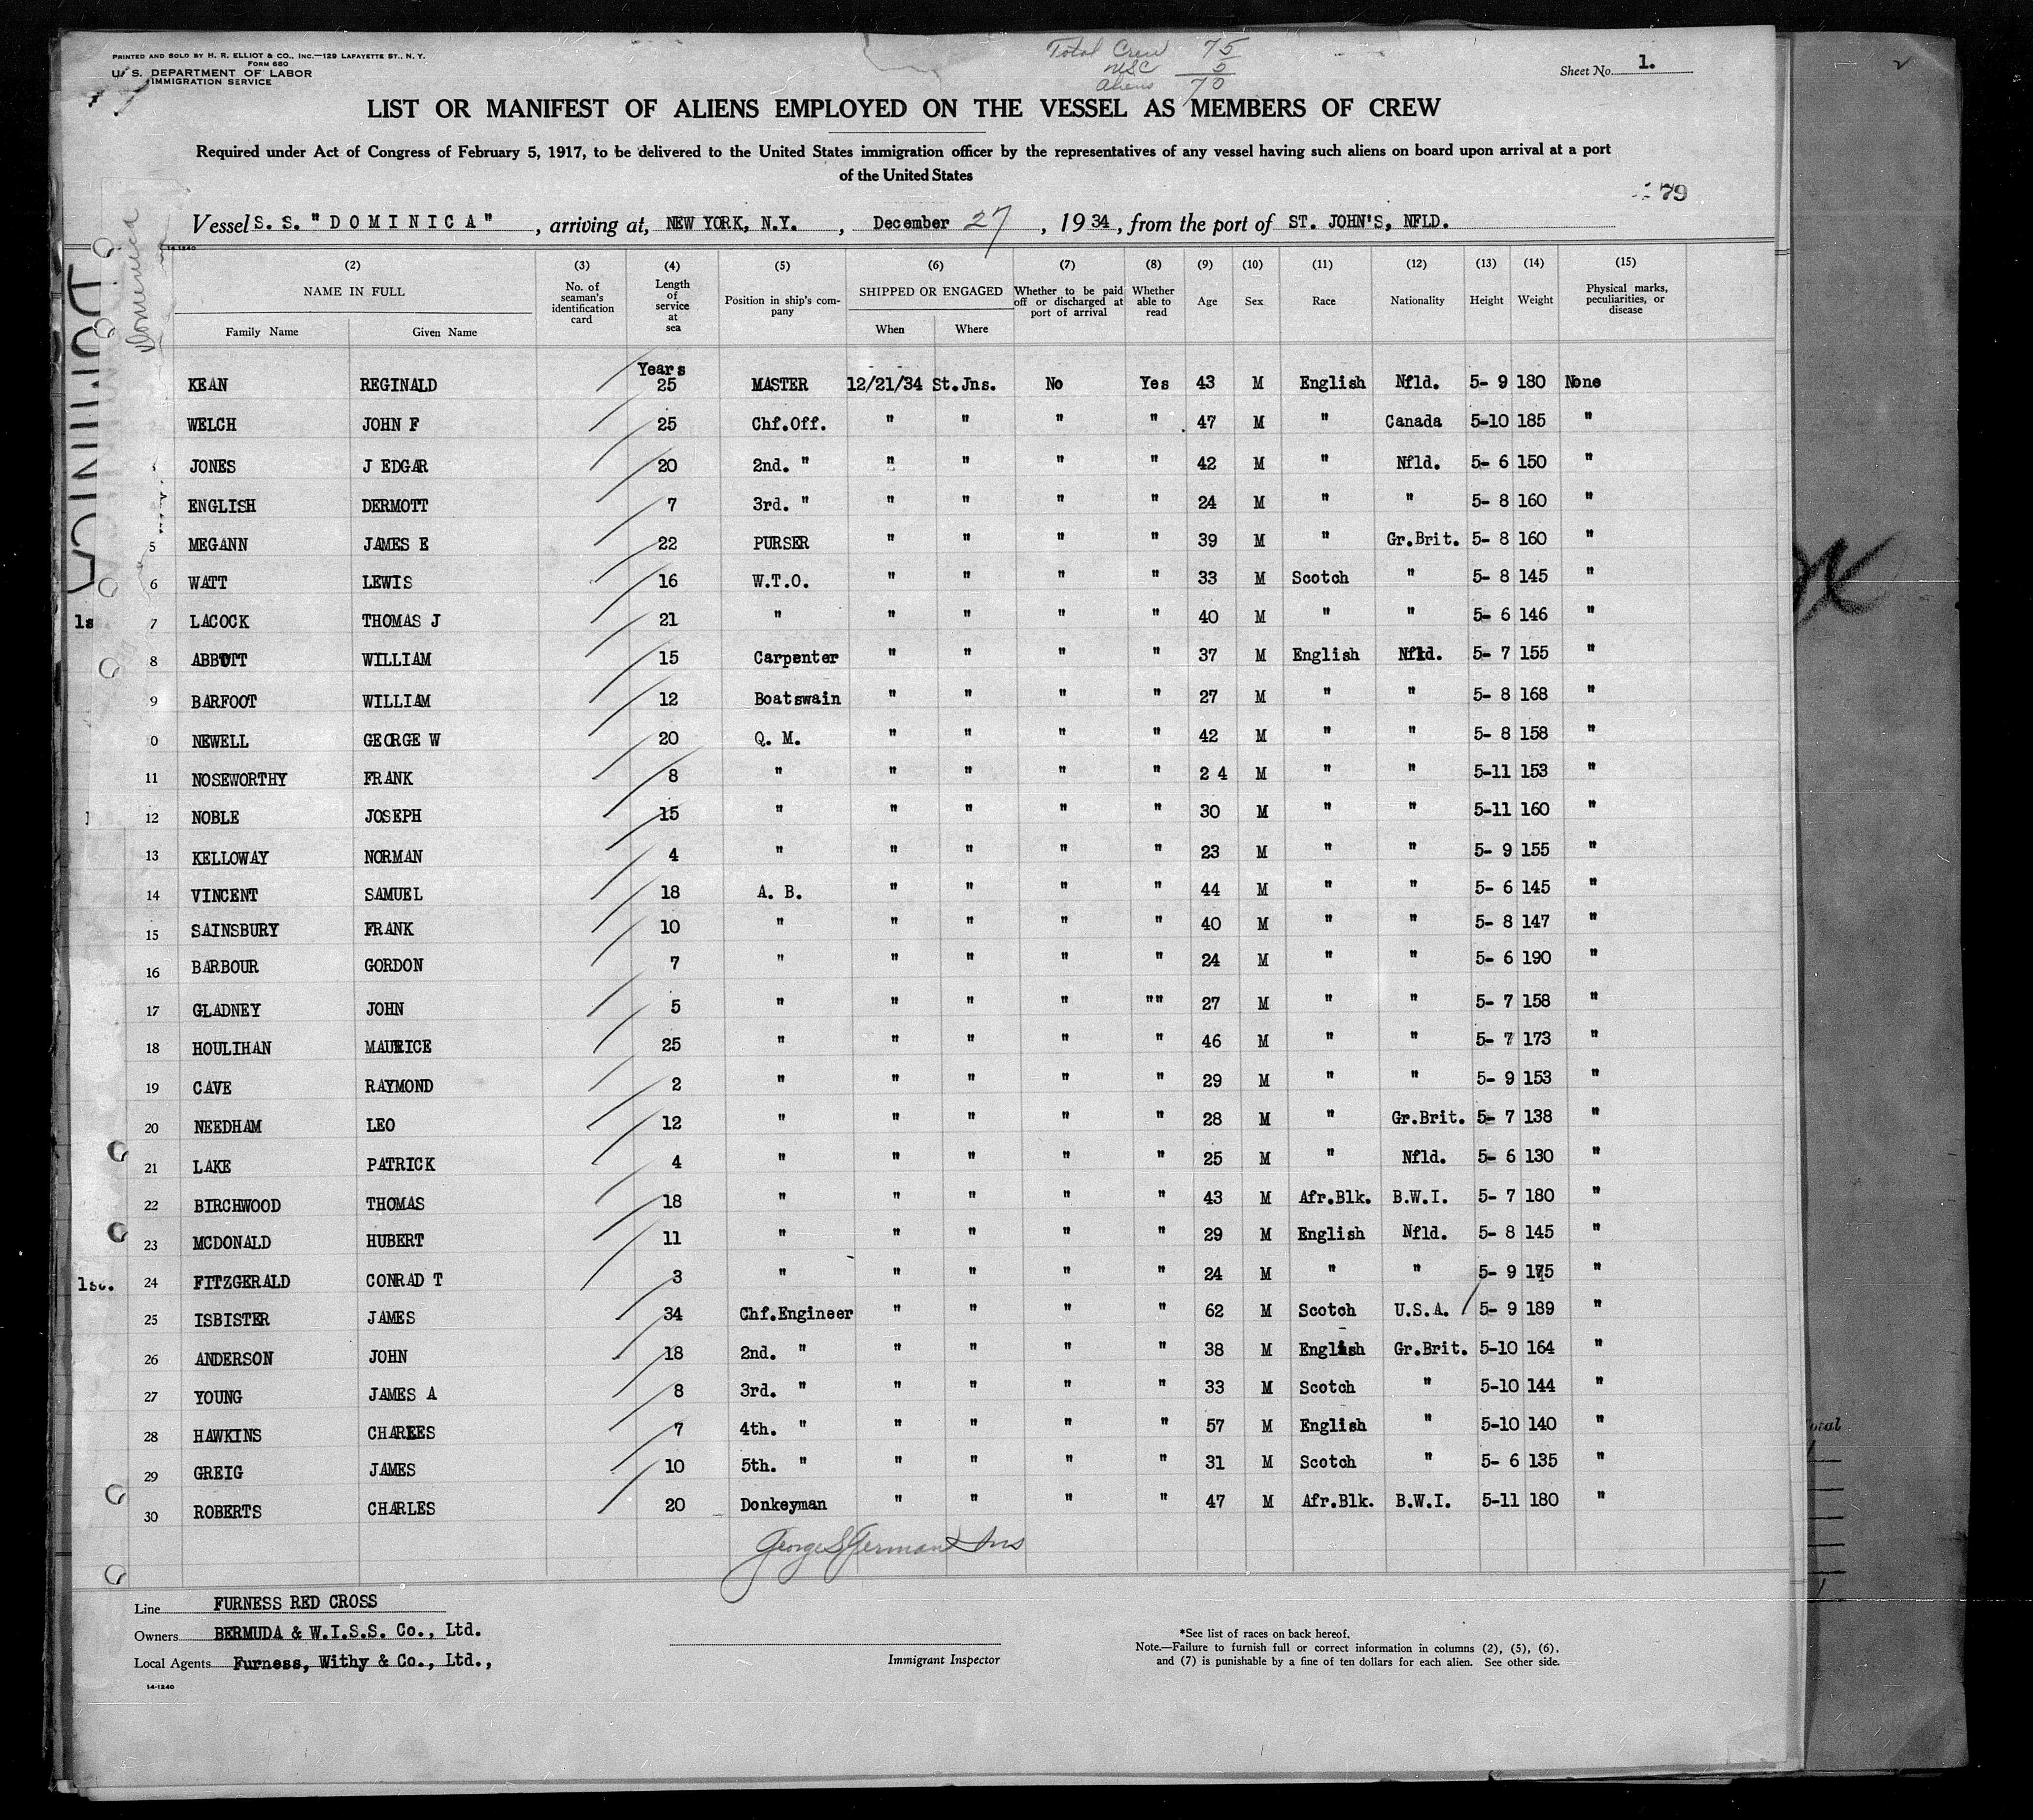 PRINTED AND SOLD BY H. R. ELLIOT & CO., INC.—129 LAFAYETTE ST., N. Y.
FORM 680
U. S. DEPARTMENT OF LABOR
IMMIGRATION SERVICE
Total Crew 75
USC 5
Aliens 70
Sheet No. 1.
LIST OR MANIFEST OF ALIENS EMPLOYED ON THE VESSEL AS MEMBERS OF CREW
Required under Act of Congress of February 5, 1917, to be delivered to the United States immigration officer by the representatives of any vessel having such aliens on board upon arrival at a port
of the United States
79
Vessel S. S. "DOMINICA", arriving at, NEW YORK, N.Y., December 27, 1934, from the port of ST. JOHN'S, NFLD.
14-1240
Dominica
DOMINICA
(2) (3) (4) (5) (6) (7) (8) (9) (10) (11) (12) (13) (14) (15)
NAME IN FULL No. of seaman's identification card Length of service at sea Position in ship's company SHIPPED OR ENGAGED Whether to be paid off or discharged at port of arrival Whether able to read Age Sex Race Nationality Height Weight Physical marks, peculiarities, or disease
Family Name Given Name When Where
Years
KEAN REGINALD 25 MASTER 12/21/34 St.Jns. No Yes 43 M English Nfld. 5- 9 180 None
WELCH JOHN F 25 Chf.Off. " " " " 47 M " Canada 5-10 185 "
JONES J EDGAR 20 2nd. " " " " " 42 M " Nfld. 5- 6 150 "
ENGLISH DERMOTT 7 3rd. " " " " " 24 M " " 5- 8 160 "
5 MEGANN JAMES E 22 PURSER " " " " 39 M " Gr.Brit. 5- 8 160 "
6 WATT LEWIS 16 W.T.O. " " " " 33 M Scotch " 5- 8 145 "
7 LACOCK THOMAS J 21 " " " " " 40 M " " 5- 6 146 "
8 ABBOTT WILLIAM 15 Carpenter " " " " 37 M English Nfld. 5- 7 155 "
9 BARFOOT WILLIAM 12 Boatswain " " " " 27 M " " 5- 8 168 "
0 NEWELL GEORGE W 20 Q. M. " " " " 42 M " " 5- 8 158 "
11 NOSEWORTHY FRANK 8 " " " " " 2 4 M " " 5-11 153 "
12 NOBLE JOSEPH 15 " " " " " 30 M " " 5-11 160 "
13 KELLOWAY NORMAN 4 " " " " " 23 M " " 5- 9 155 "
14 VINCENT SAMUEL 18 A. B. " " " " 44 M " " 5- 6 145 "
15 SAINSBURY FRANK 10 " " " " " 40 M " " 5- 8 147 "
16 BARBOUR GORDON 7 " " " " " 24 M " " 5- 6 190 "
17 GLADNEY JOHN 5 " " " " "" 27 M " " 5- 7 158 "
18 HOULIHAN MAURICE 25 " " " " " 46 M " " 5- 7 173 "
19 CAVE RAYMOND 2 " " " " " 29 M " " 5- 9 153 "
20 NEEDHAM LEO 12 " " " " " 28 M " Gr.Brit. 5- 7 138 "
21 LAKE PATRICK 4 " " " " " 25 M " Nfld. 5- 6 130 "
22 BIRCHWOOD THOMAS 18 " " " " " 43 M Afr.Blk. B.W.I. 5- 7 180 "
23 MCDONALD HUBERT 11 " " " " " 29 M English Nfld. 5- 8 145 "
24 FITZGERALD CONRAD T 3 " " " " " 24 M " " 5- 9 175 "
25 ISBISTER JAMES 34 Chf.Engineer " " " " 62 M Scotch U.S.A. 5- 9 189 "
26 ANDERSON JOHN 18 2nd. " " " " " 38 M English Gr.Brit. 5-10 164 "
27 YOUNG JAMES A 8 3rd. " " " " " 33 M Scotch " 5-10 144 "
28 HAWKINS CHARLES 7 4th. " " " " " 57 M English " 5-10 140 "
29 GREIG JAMES 10 5th. " " " " " 31 M Scotch " 5- 6 135 "
30 ROBERTS CHARLES 20 Donkeyman " " " " 47 M Afr.Blk. B.W.I. 5-11 180 "
Line FURNESS RED CROSS
Owners BERMUDA & W.I.S.S. Co., Ltd.
Local Agents Furness, Withy & Co., Ltd.,
14-1240
Immigrant Inspector
*See list of races on back hereof.
Note.—Failure to furnish full or correct information in columns (2), (5), (6),
and (7) is punishable by a fine of ten dollars for each alien. See other side.